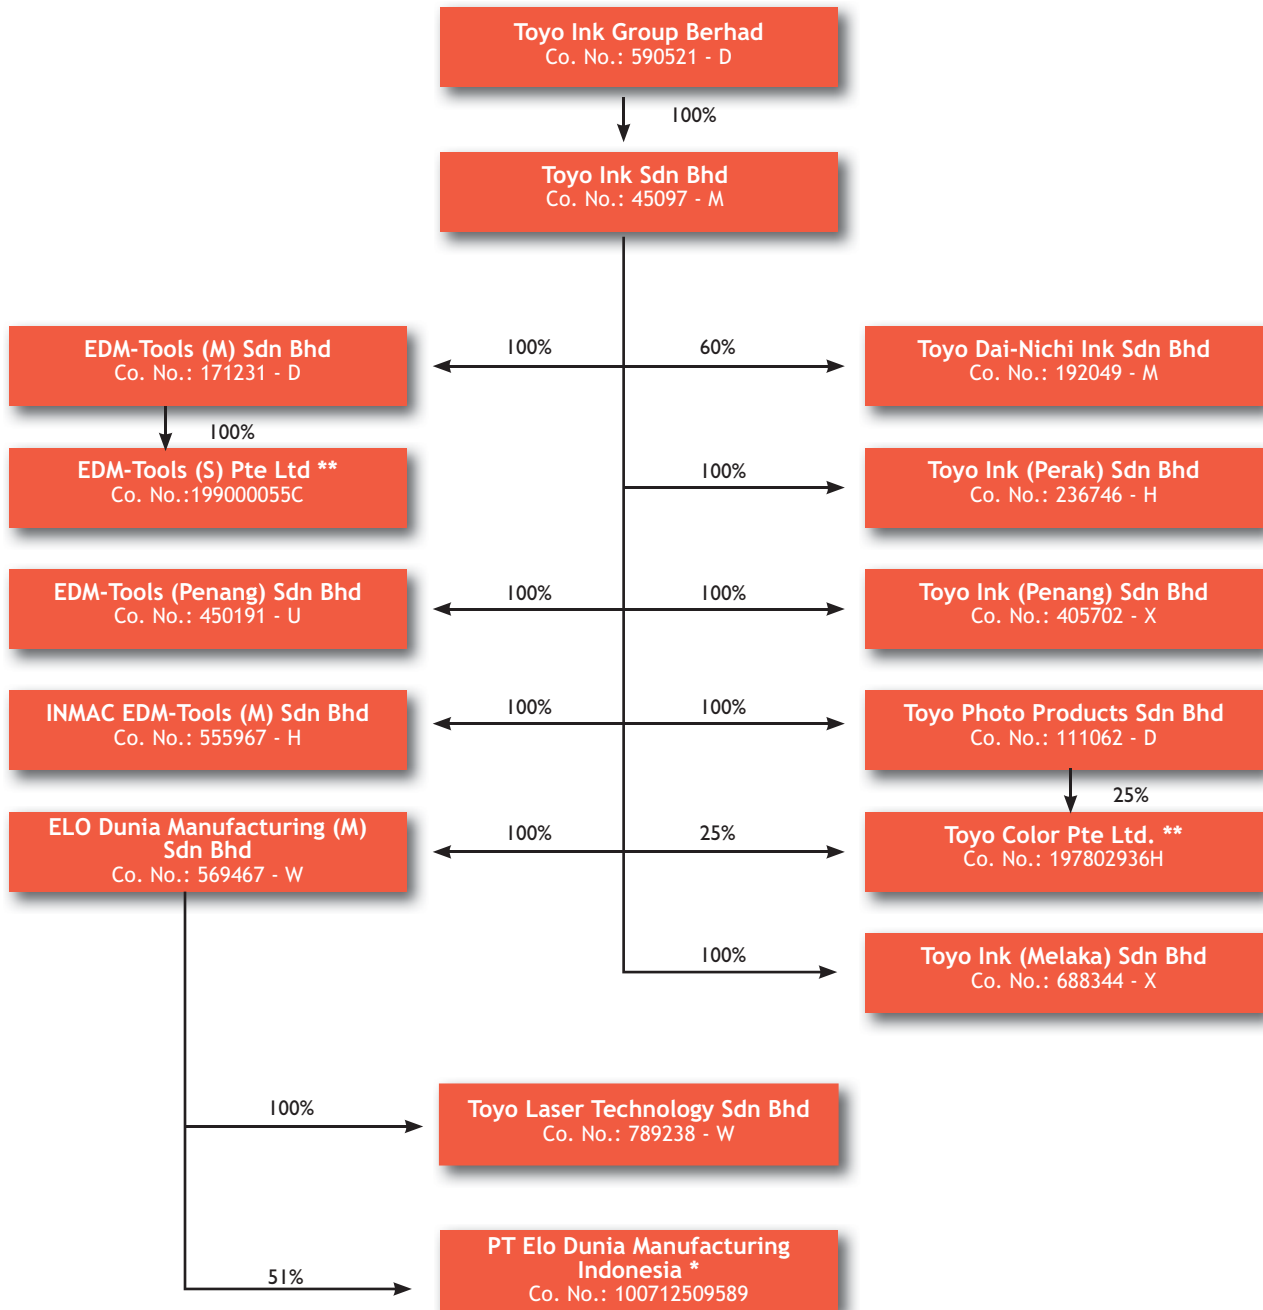 Toyo Ink Group Berhad
Co. No.: 590521 - D
100%
Toyo Ink Sdn Bhd
Co. No.: 45097 - M
EDM-Tools (M) Sdn Bhd
Co. No.: 171231 - D
100%
60%
Toyo Dai-Nichi Ink Sdn Bhd
Co. No.: 192049 - M
100%
EDM-Tools (S) Pte Ltd **
Co. No.:199000055C
100%
Toyo Ink (Perak) Sdn Bhd
Co. No.: 236746 - H
EDM-Tools (Penang) Sdn Bhd
Co. No.: 450191 - U
100%
100%
Toyo Ink (Penang) Sdn Bhd
Co. No.: 405702 - X
INMAC EDM-Tools (M) Sdn Bhd
Co. No.: 555967 - H
100%
100%
Toyo Photo Products Sdn Bhd
Co. No.: 111062 - D
25%
ELO Dunia Manufacturing (M)
Sdn Bhd
Co. No.: 569467 - W
100%
25%
Toyo Color Pte Ltd. **
Co. No.: 197802936H
100%
Toyo Ink (Melaka) Sdn Bhd
Co. No.: 688344 - X
100%
Toyo Laser Technology Sdn Bhd
Co. No.: 789238 - W
51%
PT Elo Dunia Manufacturing
Indonesia *
Co. No.: 100712509589